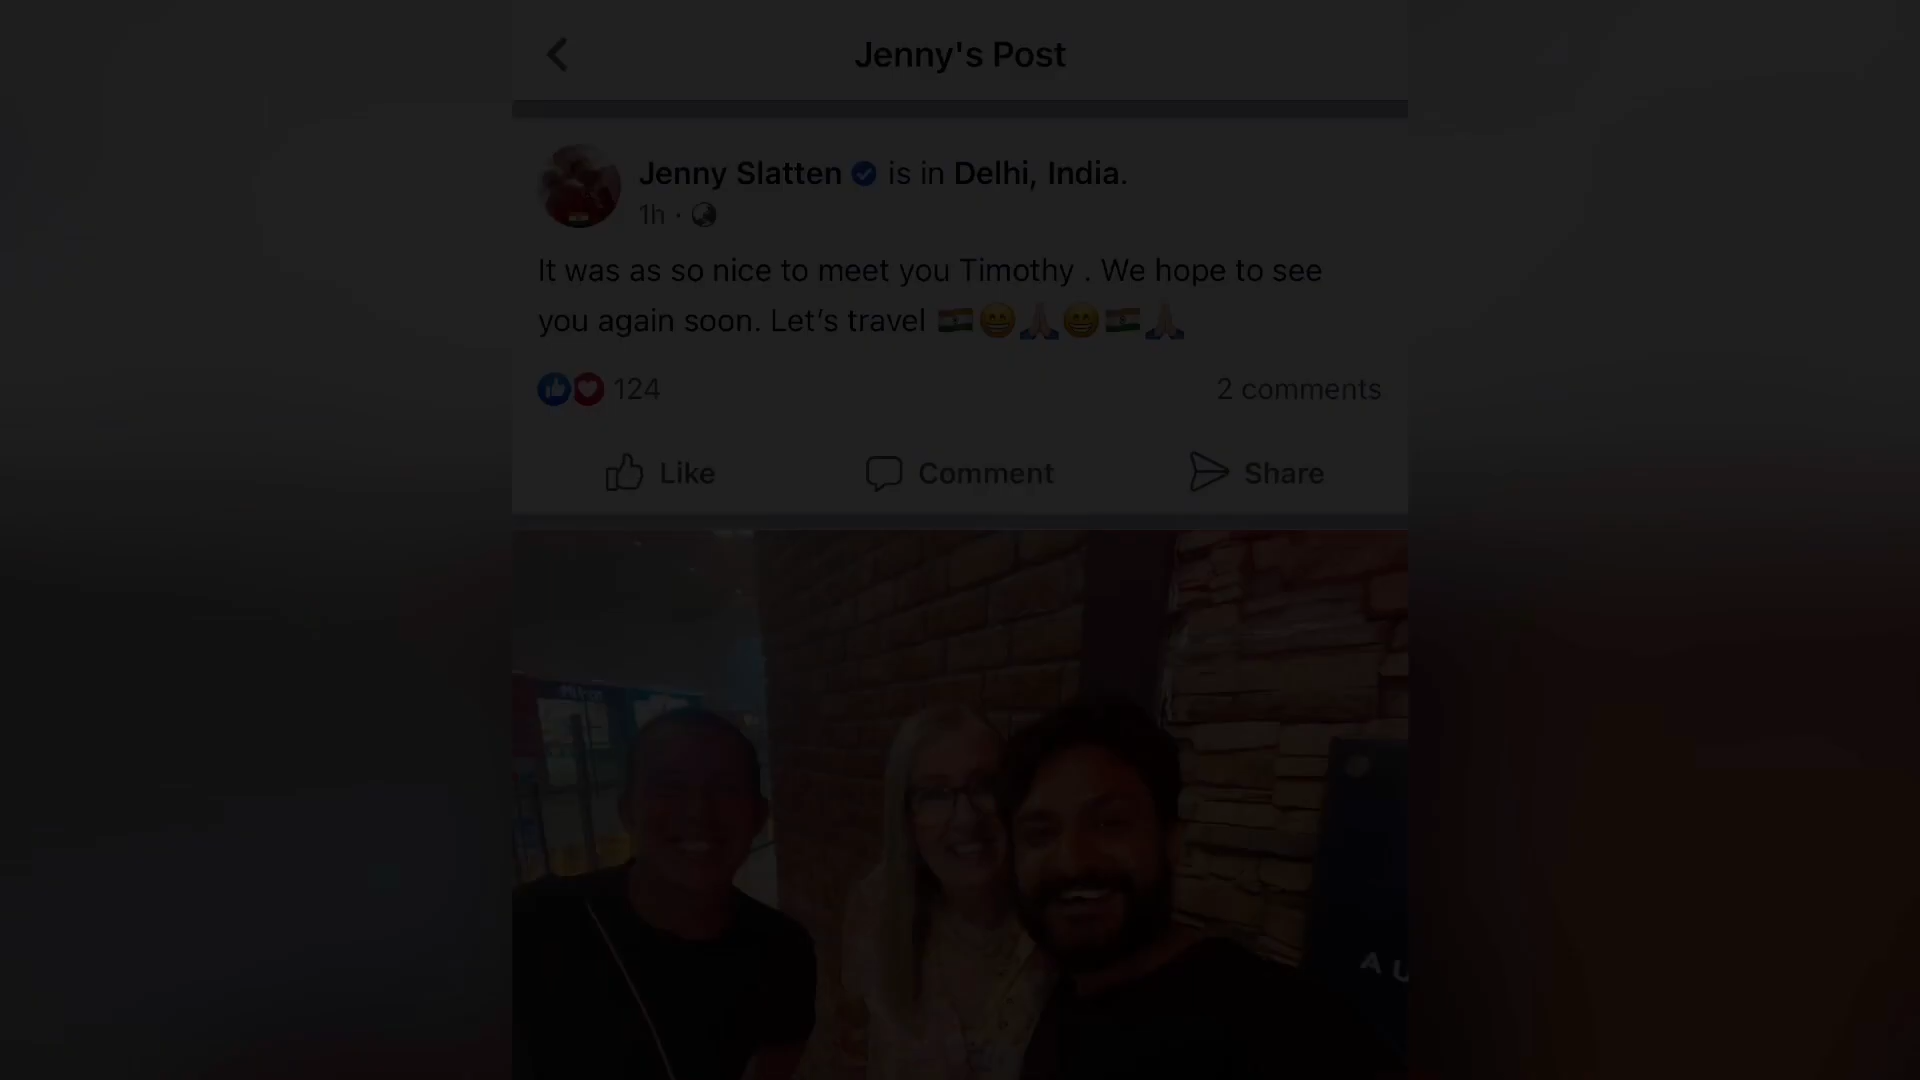 Jenny's Post
Jenny Slatten is in Delhi, India.
1h ·
It was as so nice to meet you Timothy . We hope to see
you again soon. Let's travel 🇮🇳😀🙏🏼😀🇮🇳🙏🏼
124 2 comments
Like Comment Share
AU